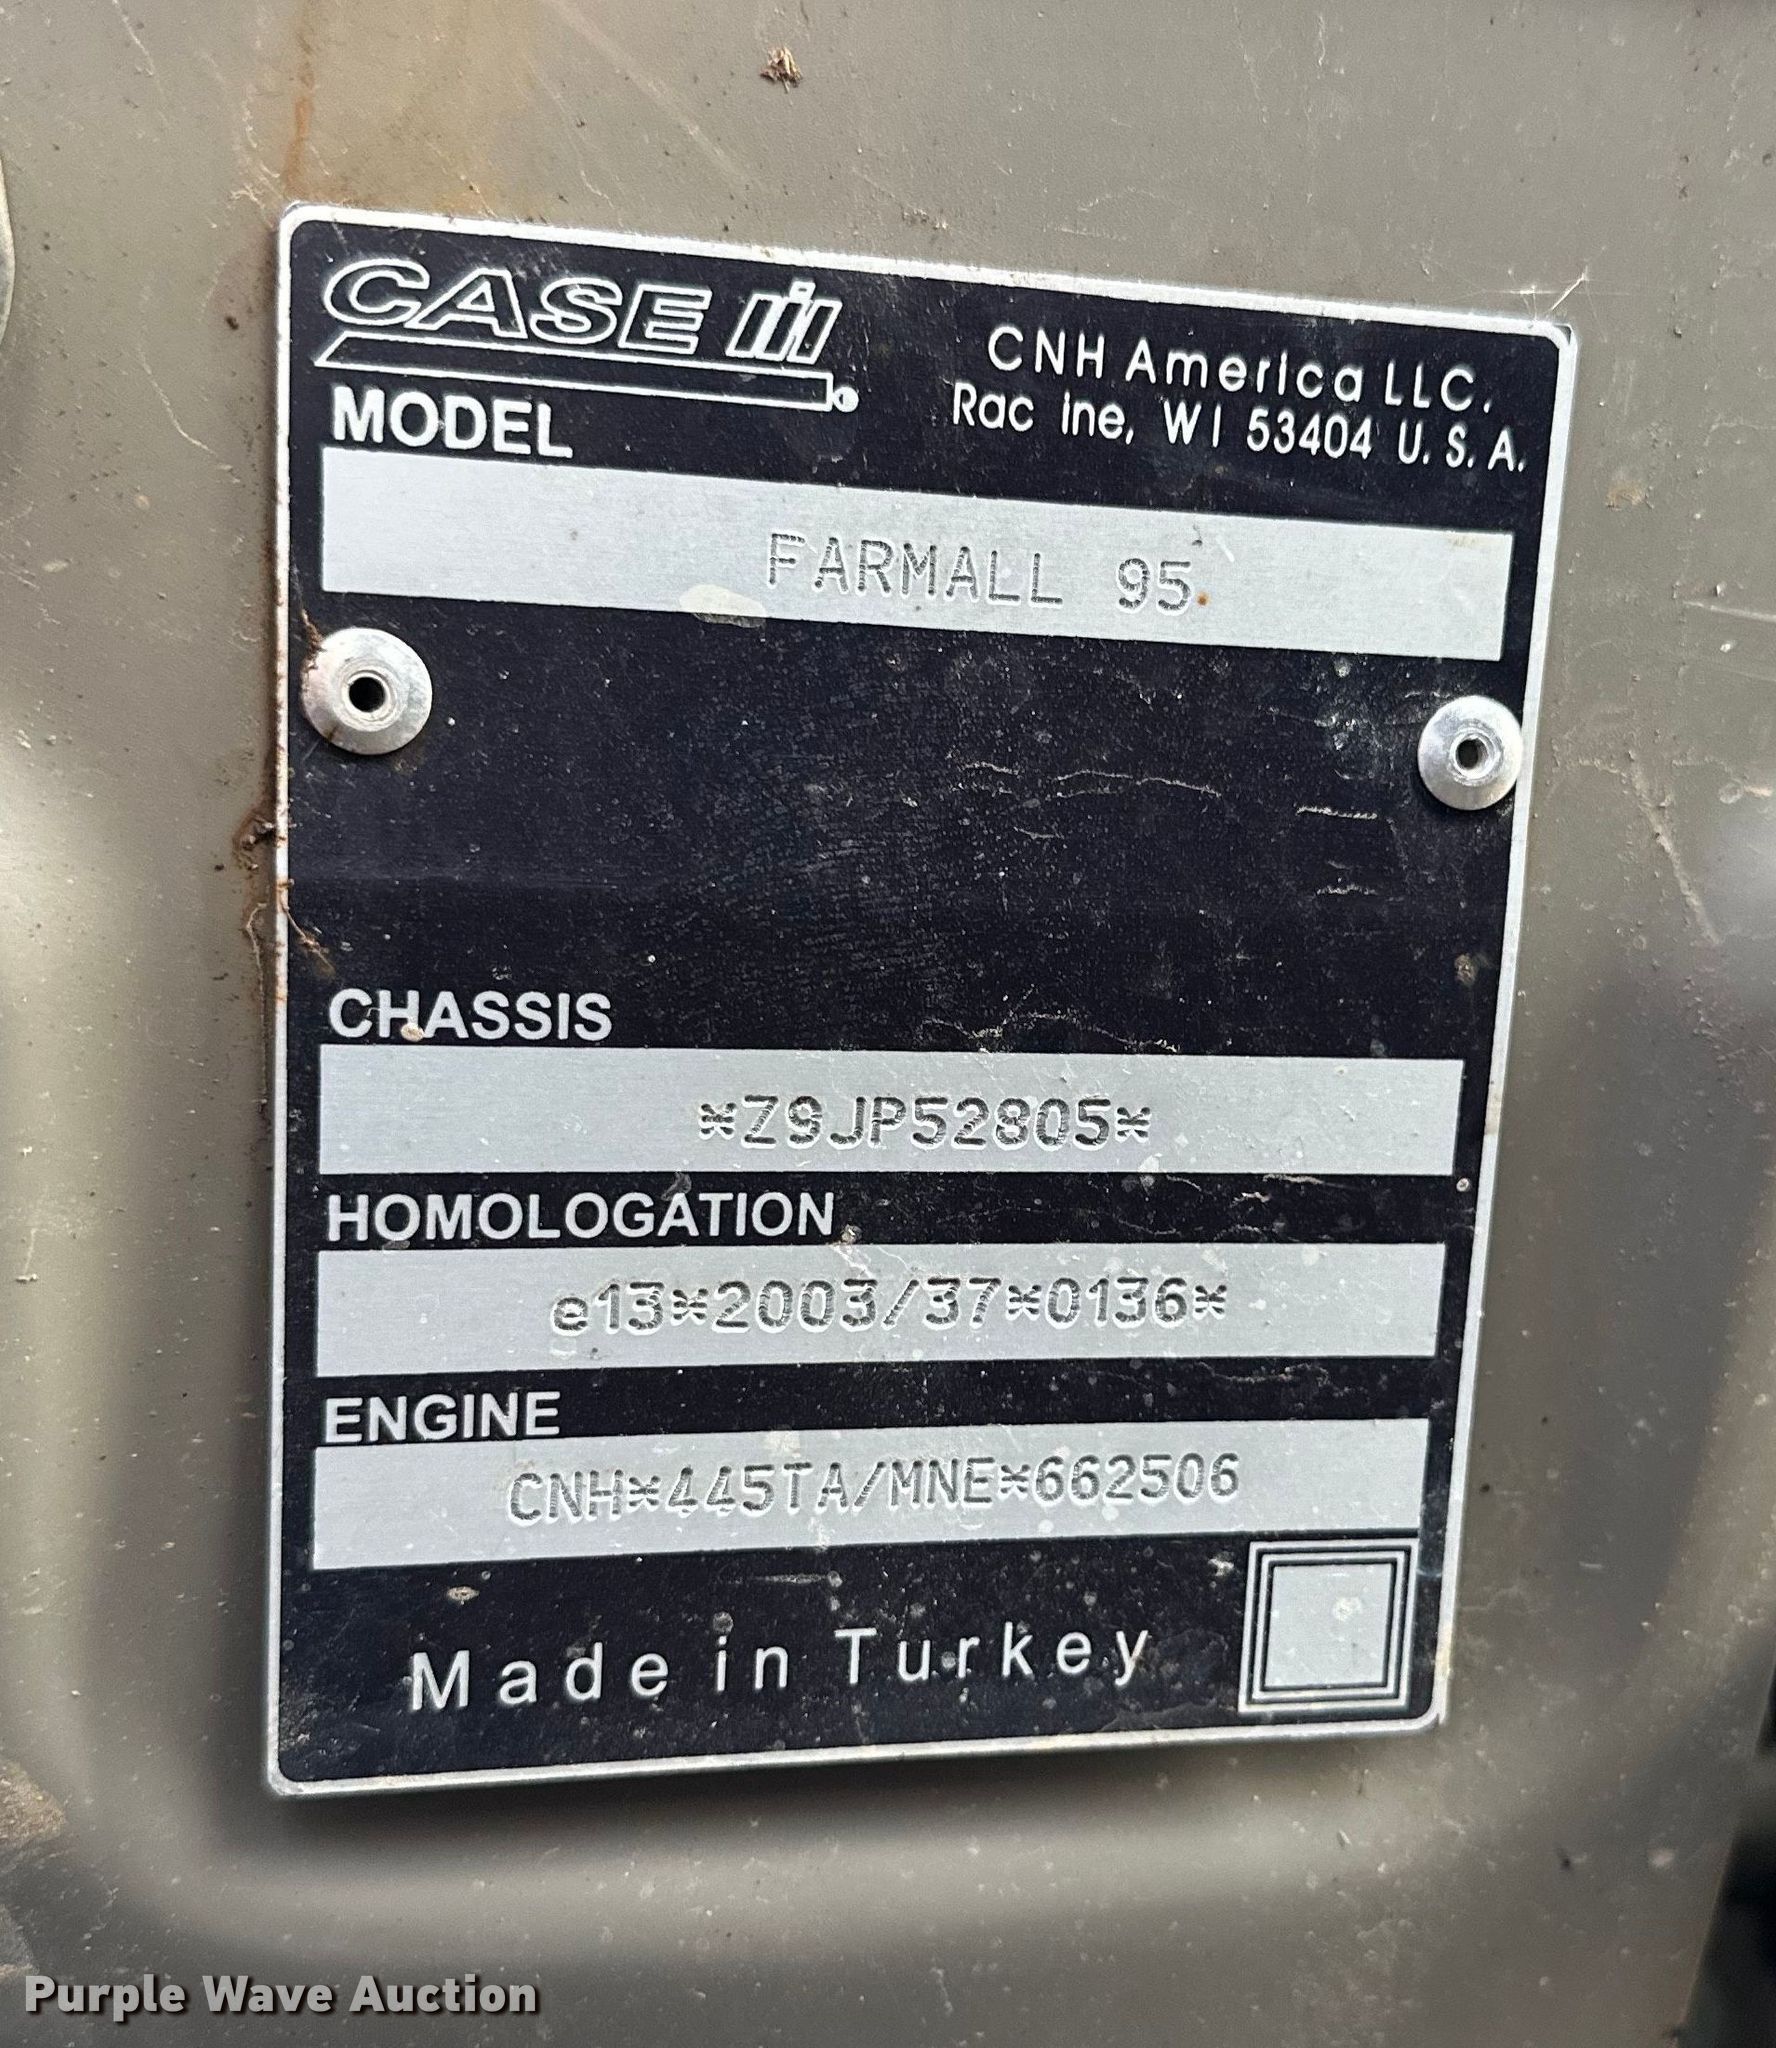 CASE IH
CNH America LLC.
Rac ine, WI 53404 U.S.A.
MODEL
FARMALL 95
CHASSIS
*Z9JP52805*
HOMOLOGATION
e13*2003/37*0136*
ENGINE
CNH*445TA/MNE*662506
Made in Turkey
Purple Wave Auction